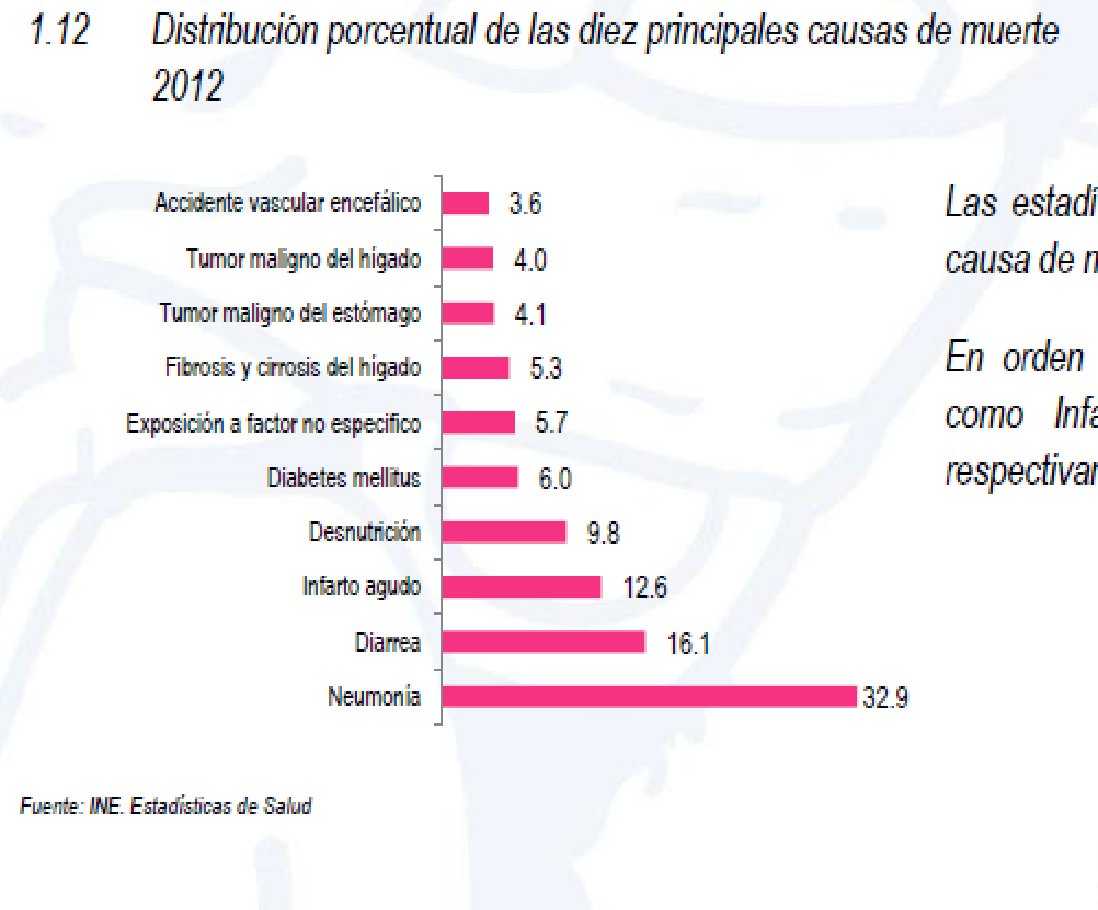 1.12 Distribución porcentual de las diez principales causas de muerte
2012
Accidente vascular encefálico 3.6
Tumor maligno del hígado 4.0
Tumor maligno del estómago 4.1
Fibrosis y cirrosis del hígado 5.3
Exposición a factor no especifico 5.7
Diabetes mellitus 6.0
Desnutrición 9.8
Infarto agudo 12.6
Diarrea 16.1
Neumonía 32.9
Fuente: INE. Estadísticas de Salud
Las
causa de
En orden
como